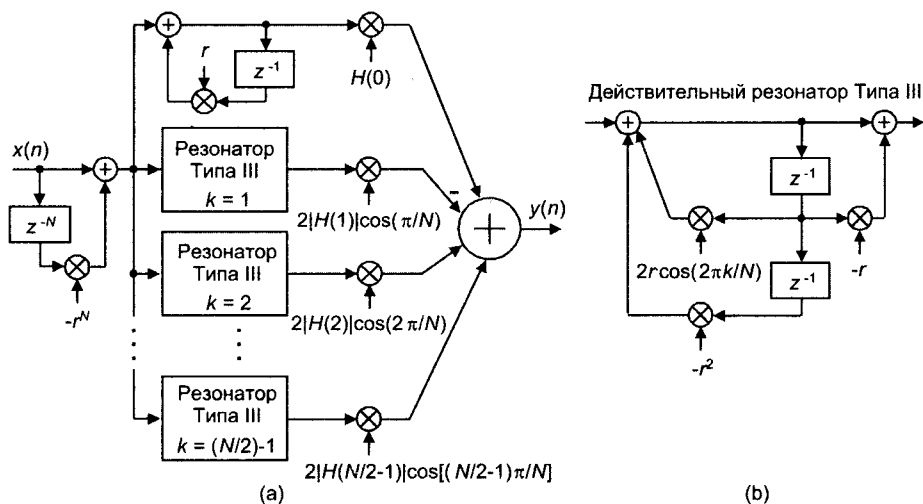 r
z⁻¹
H(0)
x(n)
z⁻ᴺ
-rᴺ
Резонатор
Типа III
k = 1
2|H(1)|cos(π/N)
Резонатор
Типа III
k = 2
2|H(2)|cos(2π/N)
Резонатор
Типа III
k = (N/2)-1
2|H(N/2-1)|cos[(N/2-1)π/N]
y(n)
(a)
Действительный резонатор Типа III
z⁻¹
2rcos(2πk/N)
-r
z⁻¹
-r²
(b)